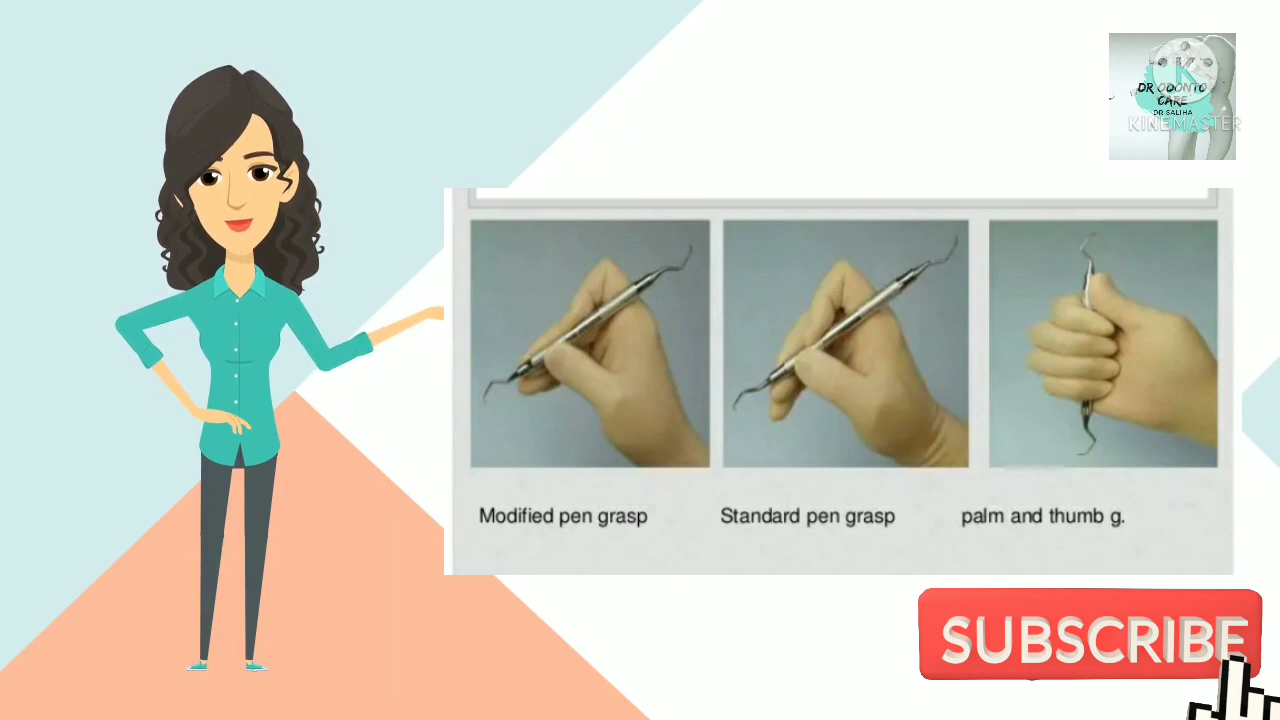 DR ODONTO
CARE
DR SALIHA
KINEMASTER
Modified pen grasp
Standard pen grasp
palm and thumb g.
SUBSCRIBE